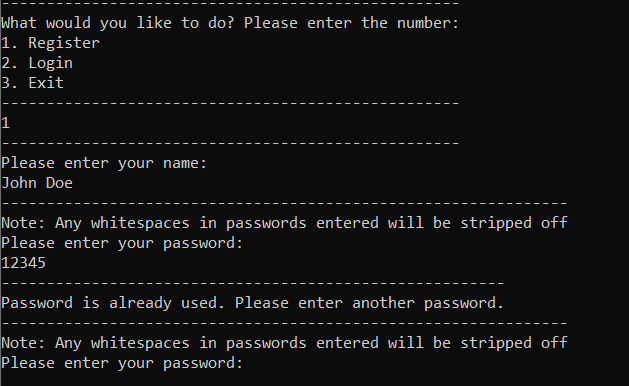 --------------------------------------------------
What would you like to do? Please enter the number:
1. Register
2. Login
3. Exit
--------------------------------------------------
1
--------------------------------------------------
Please enter your name:
John Doe
--------------------------------------------------------------
Note: Any whitespaces in passwords entered will be stripped off
Please enter your password:
12345
-------------------------------------------------------
Password is already used. Please enter another password.
--------------------------------------------------------------
Note: Any whitespaces in passwords entered will be stripped off
Please enter your password: